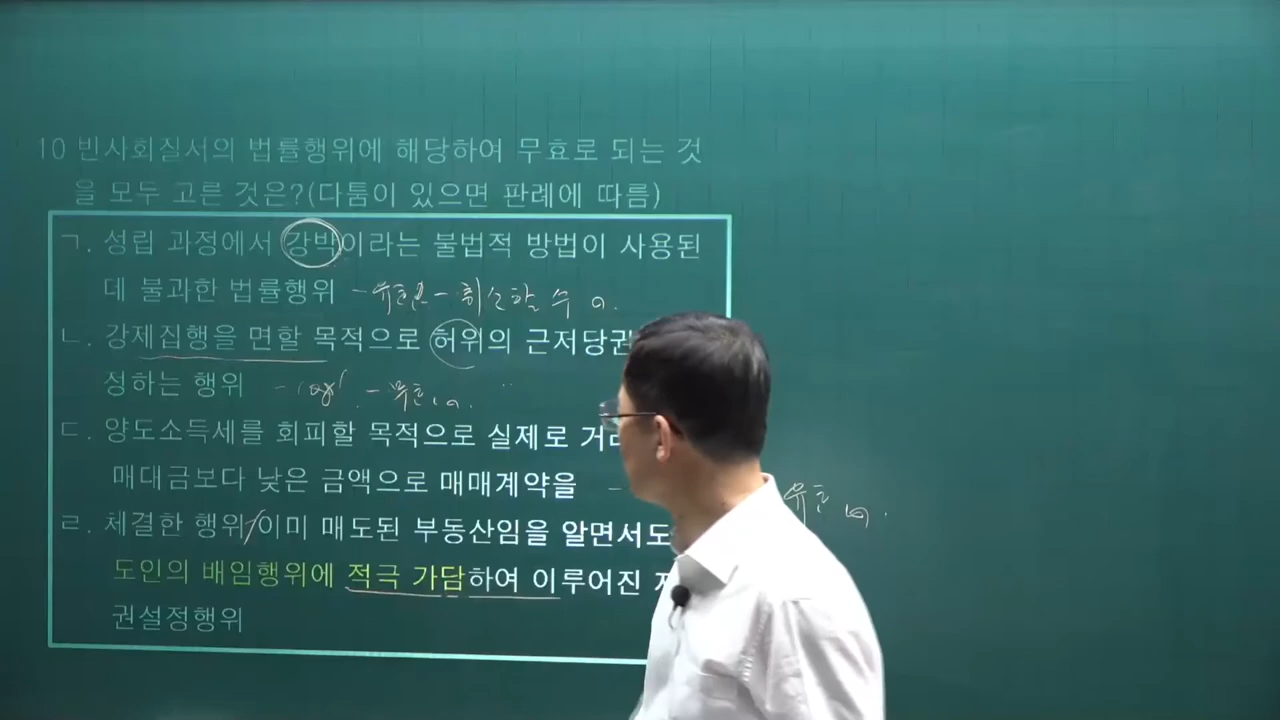 10 빈사회질서의 법률행위에 해당하여 무효로 되는 것
을 모두 고른 것은?(다툼이 있으면 판례에 따름)
ㄱ. 성립 과정에서 강박이라는 불법적 방법이 사용된
데 불과한 법률행위 - 유효 - 취소할 수
ㄴ. 강제집행을 면할 목적으로 허위의 근저당권
성하는 행위 - 무효
ㄷ. 양도소득세를 회피할 목적으로 실제로
매대금보다 낮은 금액으로 매매계약을 - 유효
ㄹ. 체결한 행위/이미 매도된 부동산임을 알면서도
도인의 배임행위에 적극 가담하여 이루어진
권설정행위